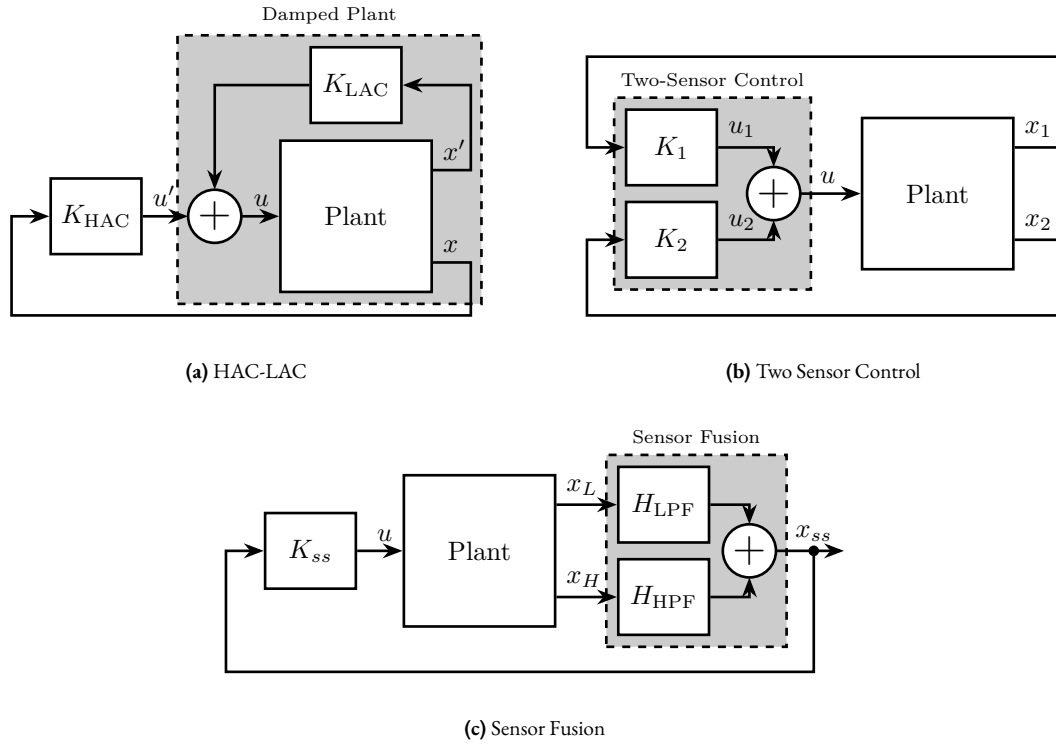 Damped Plant
K_LAC
x′
K_HAC
u′
+
u
Plant
x
(a) HAC-LAC
Two-Sensor Control
K_1
u_1
K_2
u_2
+
u
Plant
x_1
x_2
(b) Two Sensor Control
Sensor Fusion
K_ss
u
Plant
x_L
x_H
H_LPF
H_HPF
+
x_ss
(c) Sensor Fusion